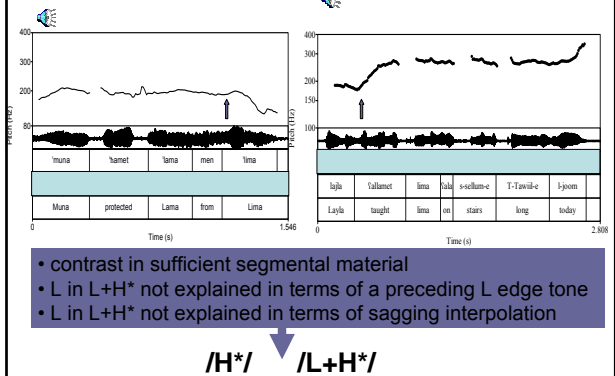 400
300
200
80
Pitch (Hz)
'muna 'hamet 'lama men 'lima
Muna protected Lama from Lima
0 1.546
Time (s)
400
300
200
150
100
Pitch (Hz)
lajla lima s-sellum-e T-Tawiil-e l-joom
Layla taught lima on stairs long today
0 2.808
Time (s)
• contrast in sufficient segmental material
• L in L+H* not explained in terms of a preceding L edge tone
• L in L+H* not explained in terms of sagging interpolation
/H*/ /L+H*/